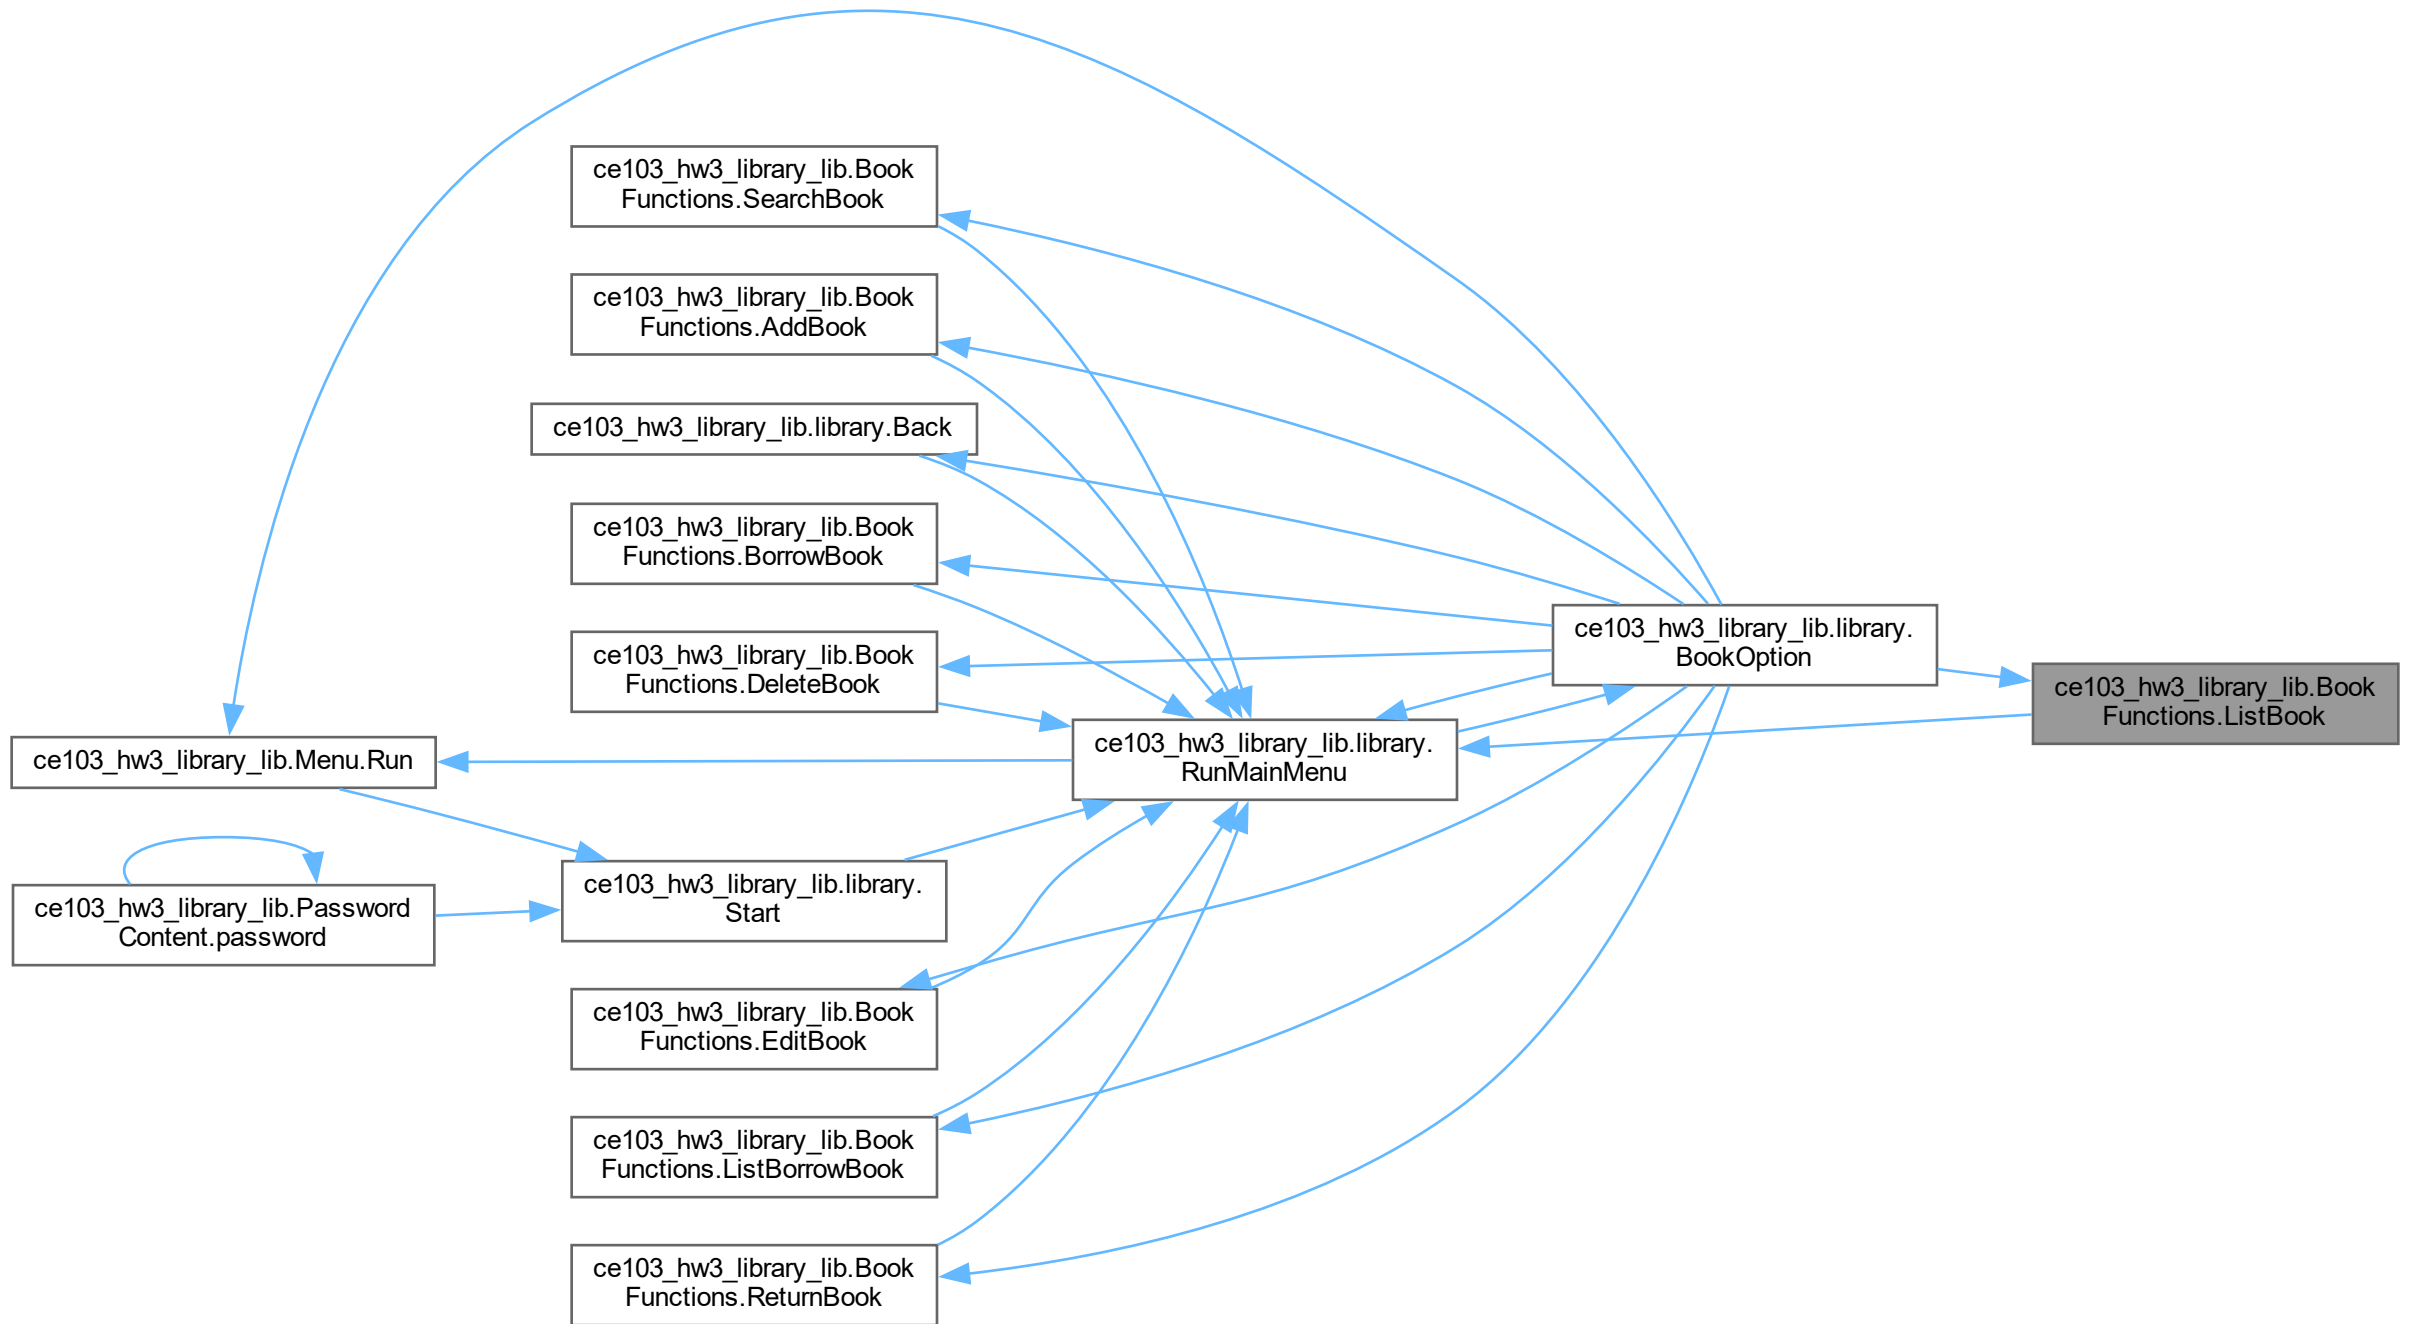 ce103_hw3_library_lib.Book
Functions.SearchBook
ce103_hw3_library_lib.Book
Functions.AddBook
ce103_hw3_library_lib.library.Back
ce103_hw3_library_lib.Book
Functions.BorrowBook
ce103_hw3_library_lib.Book
Functions.DeleteBook
ce103_hw3_library_lib.Menu.Run
ce103_hw3_library_lib.Password
Content.password
ce103_hw3_library_lib.library.
Start
ce103_hw3_library_lib.Book
Functions.EditBook
ce103_hw3_library_lib.Book
Functions.ListBorrowBook
ce103_hw3_library_lib.Book
Functions.ReturnBook
ce103_hw3_library_lib.library.
RunMainMenu
ce103_hw3_library_lib.library.
BookOption
ce103_hw3_library_lib.Book
Functions.ListBook